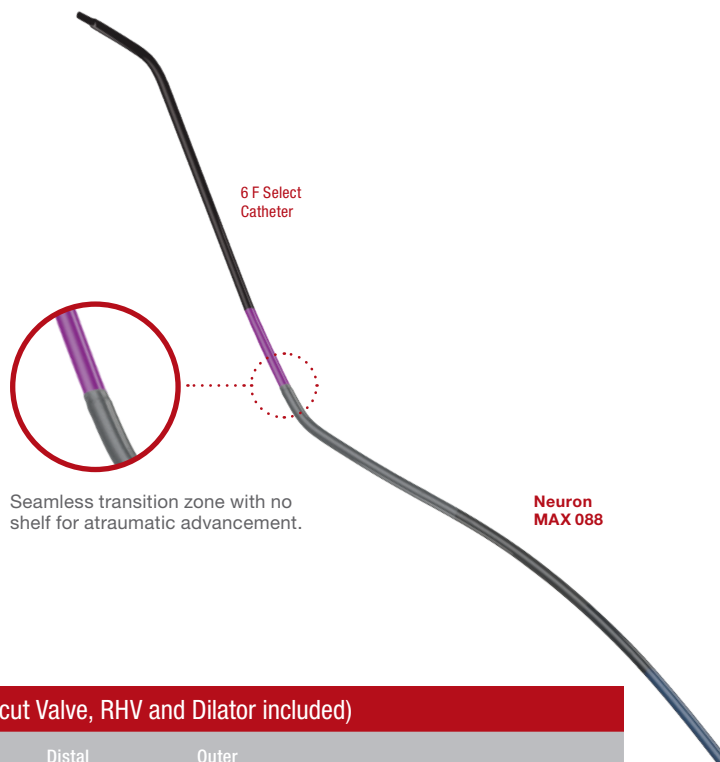 6 F Select
Catheter
Seamless transition zone with no
shelf for atraumatic advancement.
Neuron
MAX 088
cut Valve, RHV and Dilator included)
Distal
Outer